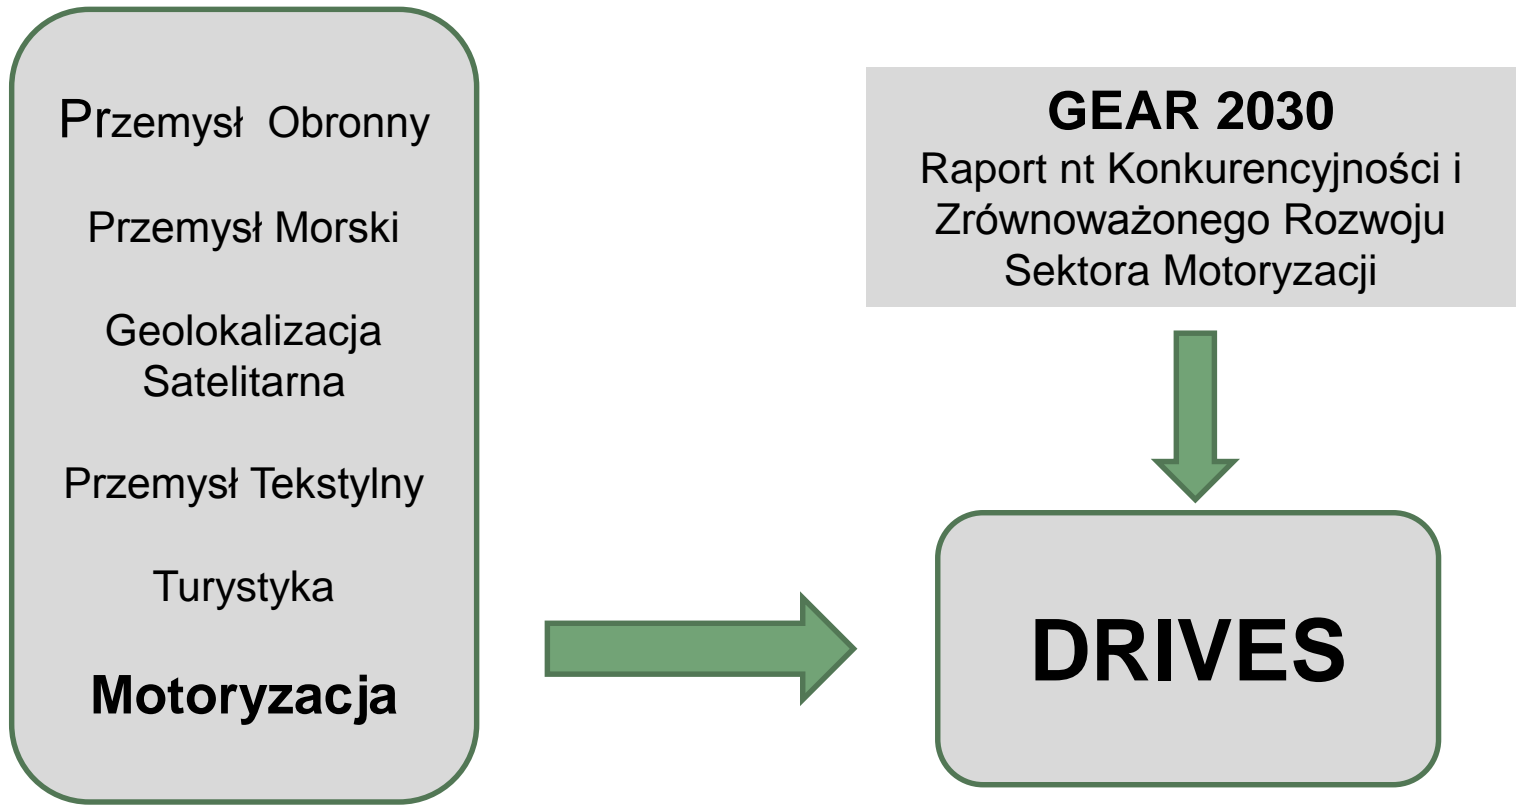 Przemysł Obronny
Przemysł Morski
Geolokalizacja
Satelitarna
Przemysł Tekstylny
Turystyka
Motoryzacja
GEAR 2030
Raport nt Konkurencyjności i
Zrównoważonego Rozwoju
Sektora Motoryzacji
DRIVES